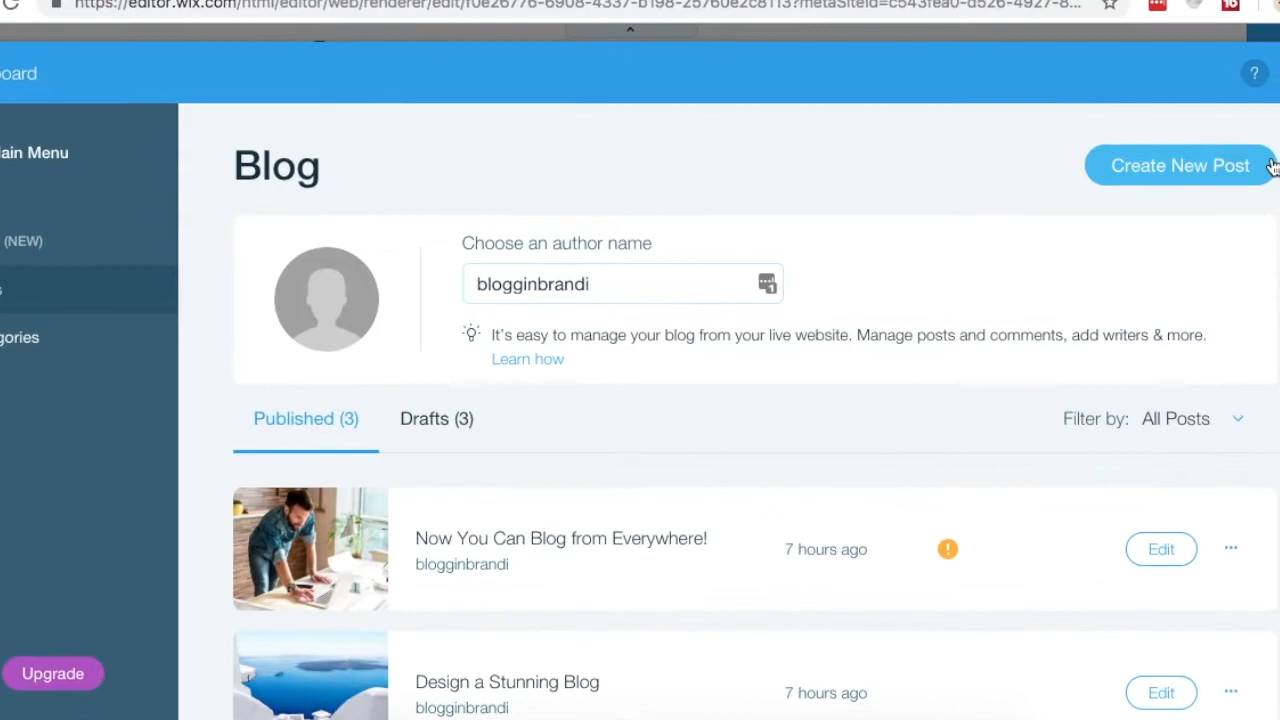 board
?
ain Menu
(NEW)
s
gories
Upgrade
Blog
Create New Post
Choose an author name
blogginbrandi
It's easy to manage your blog from your live website. Manage posts and comments, add writers & more.
Learn how
Published (3)
Drafts (3)
Filter by: All Posts
Now You Can Blog from Everywhere!
blogginbrandi
7 hours ago
!
Edit
...
Design a Stunning Blog
blogginbrandi
7 hours ago
Edit
...